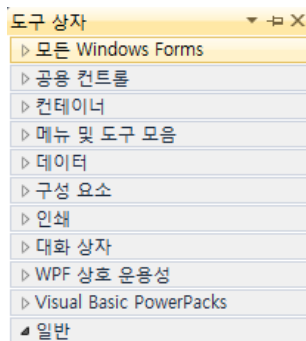 도구 상자
모든 Windows Forms
공용 컨트롤
컨테이너
메뉴 및 도구 모음
데이터
구성 요소
인쇄
대화 상자
WPF 상호 운용성
Visual Basic PowerPacks
일반